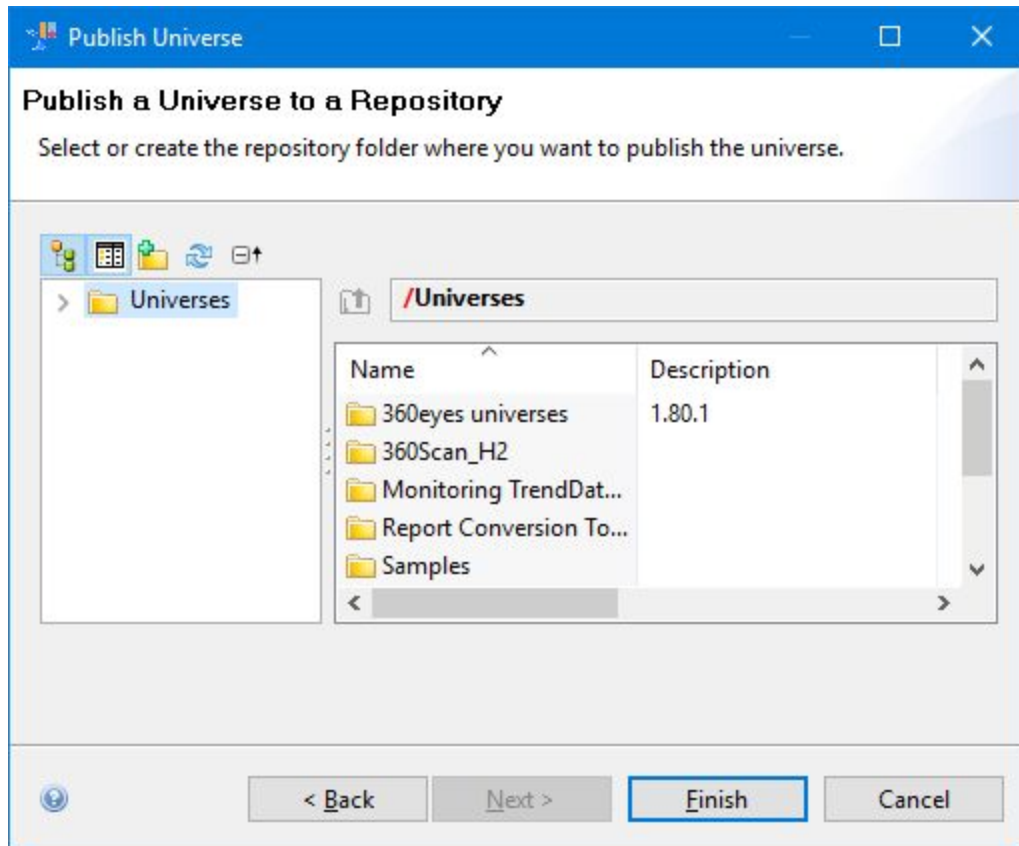 Publish Universe
Publish a Universe to a Repository
Select or create the repository folder where you want to publish the universe.
Universes
/Universes
Name Description
360eyes universes 1.80.1
360Scan_H2
Monitoring TrendDat...
Report Conversion To...
Samples
< Back Next > Finish Cancel